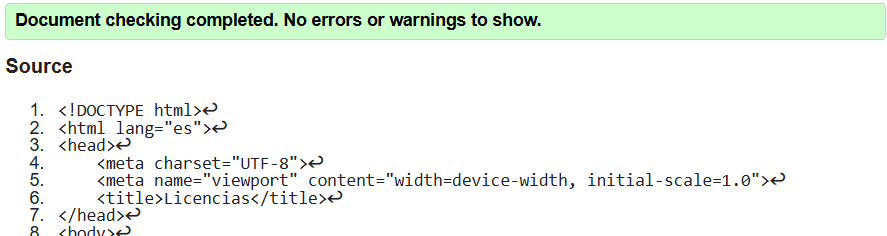 Document checking completed. No errors or warnings to show.
Source
1. <!DOCTYPE html>↩
2. <html lang="es">↩
3. <head>↩
4.     <meta charset="UTF-8">↩
5.     <meta name="viewport" content="width=device-width, initial-scale=1.0">↩
6.     <title>Licencias</title>↩
7. </head>↩
8. <body>↩